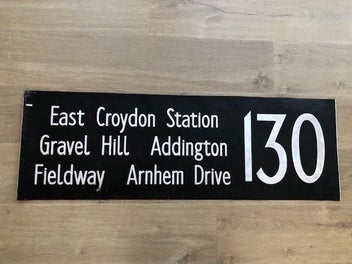 East Croydon Station
Gravel Hill Addington
Fieldway Arnhem Drive
130